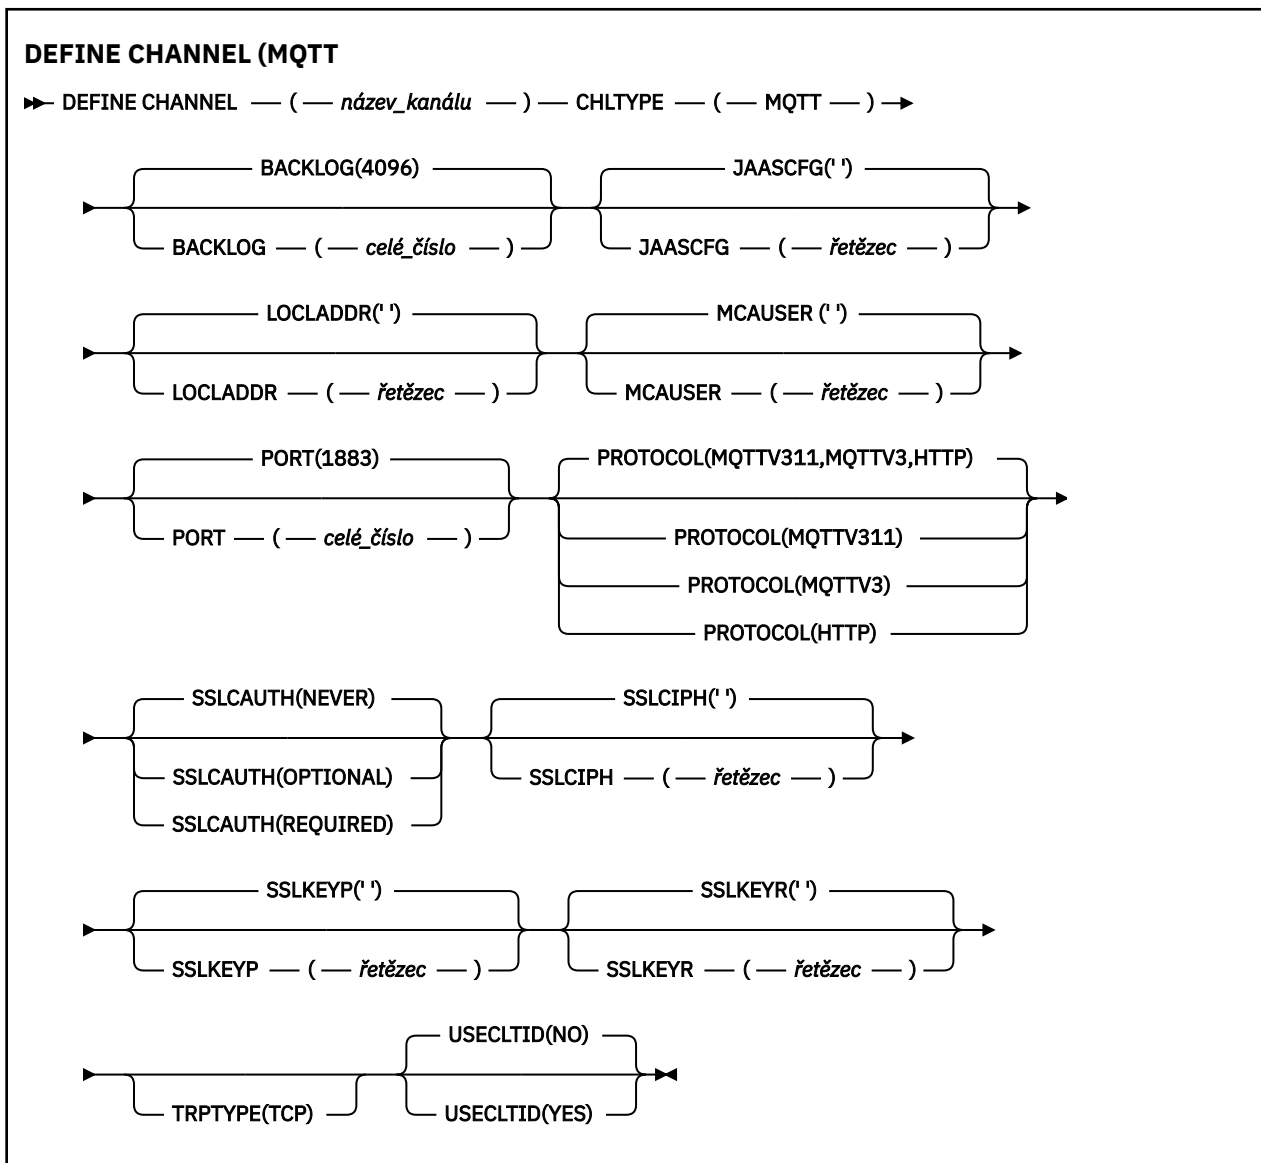 DEFINE CHANNEL (MQTT
DEFINE CHANNEL ( název_kanálu ) CHLTYPE ( MQTT )
BACKLOG(4096) JAASCFG(' ')
BACKLOG ( celé_číslo ) JAASCFG ( řetězec )
LOCLADDR(' ') MCAUSER (' ')
LOCLADDR ( řetězec ) MCAUSER ( řetězec )
PORT(1883) PROTOCOL(MQTTV311,MQTTV3,HTTP)
PORT ( celé_číslo ) PROTOCOL(MQTTV311)
PROTOCOL(MQTTV3)
PROTOCOL(HTTP)
SSLCAUTH(NEVER) SSLCIPH(' ')
SSLCAUTH(OPTIONAL) SSLCIPH ( řetězec )
SSLCAUTH(REQUIRED)
SSLKEYP(' ') SSLKEYR(' ')
SSLKEYP ( řetězec ) SSLKEYR ( řetězec )
USECLTID(NO)
TRPTYPE(TCP) USECLTID(YES)